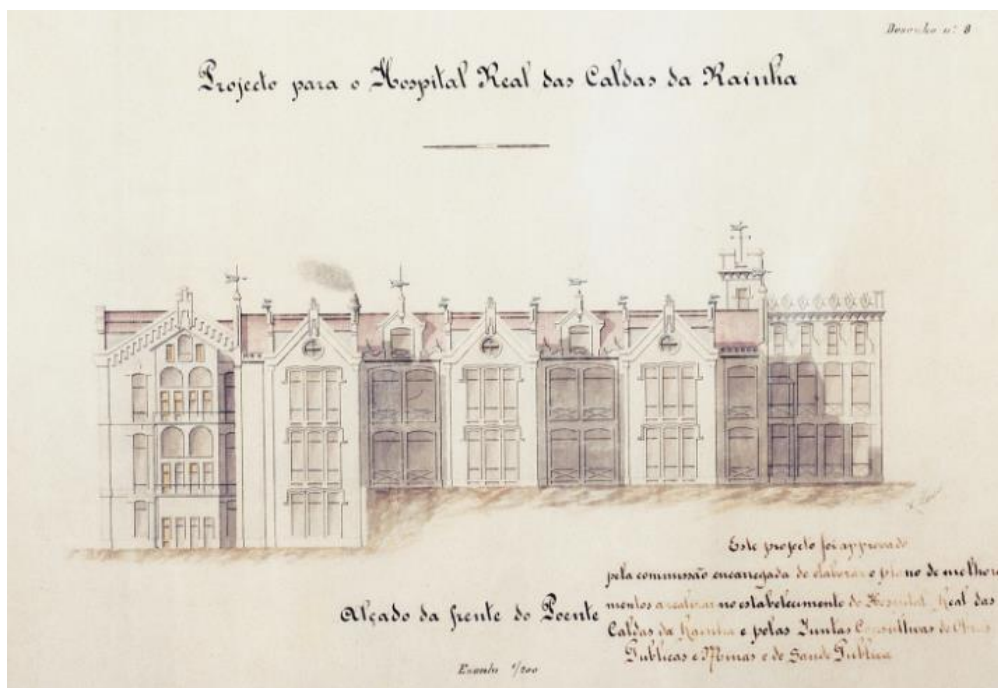 Desenho nº 8
Projecto para o Hospital Real das Caldas da Rainha
Este projecto foi approvado
pela commissão encarregada de elaborar o plano de melhora
mentos a realizar no estabelecimento do Hospital Real das
Alçado da frente do Poente
Caldas da Rainha e pelas Juntas Consultivas de Obras
Publicas e Minas e de Saude Publica
Escala 1/200